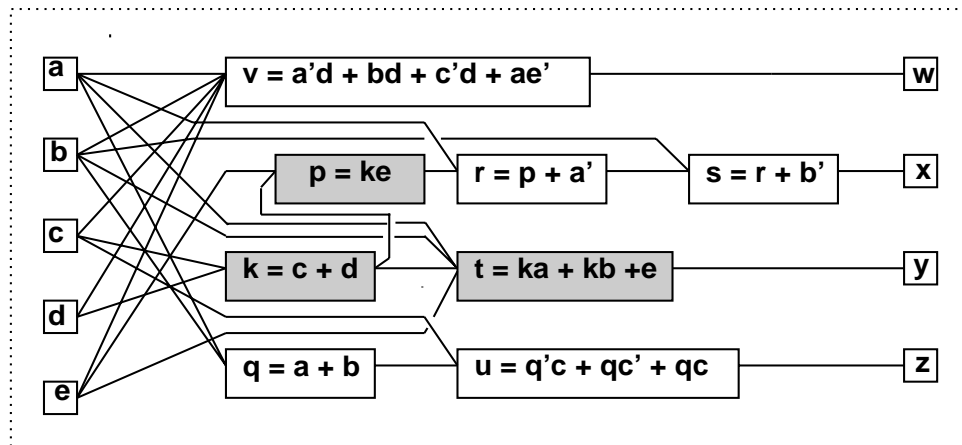 a
v = a'd + bd + c'd + ae'
w
b
p = ke
r = p + a'
s = r + b'
x
c
k = c + d
t = ka + kb +e
y
d
q = a + b
u = q'c + qc' + qc
z
e